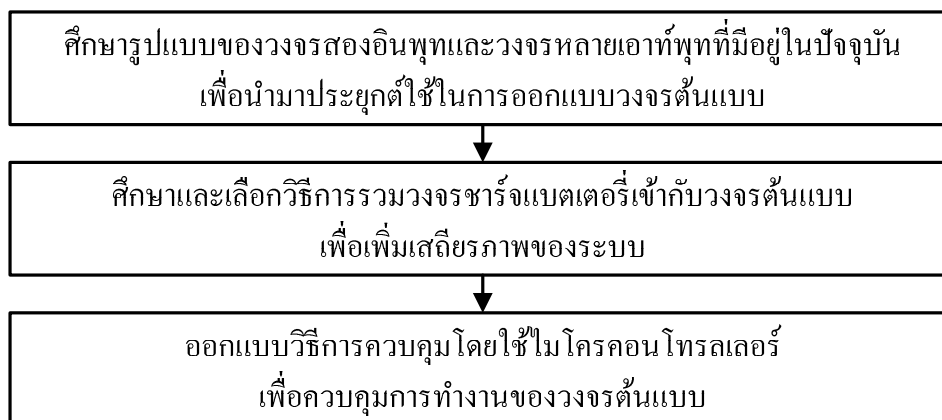 ศึกษารูปแบบของวงจรสองอินพุทและวงจรหลายเอาท์พุทที่มีอยู่ในปัจจุบัน
เพื่อนำมาประยุกต์ใช้ในการออกแบบวงจรต้นแบบ
ศึกษาและเลือกวิธีการรวมวงจรชาร์จแบตเตอรี่เข้ากับวงจรต้นแบบ
เพื่อเพิ่มเสถียรภาพของระบบ
ออกแบบวิธีการควบคุมโดยใช้ไมโครคอนโทรลเลอร์
เพื่อควบคุมการทำงานของวงจรต้นแบบ